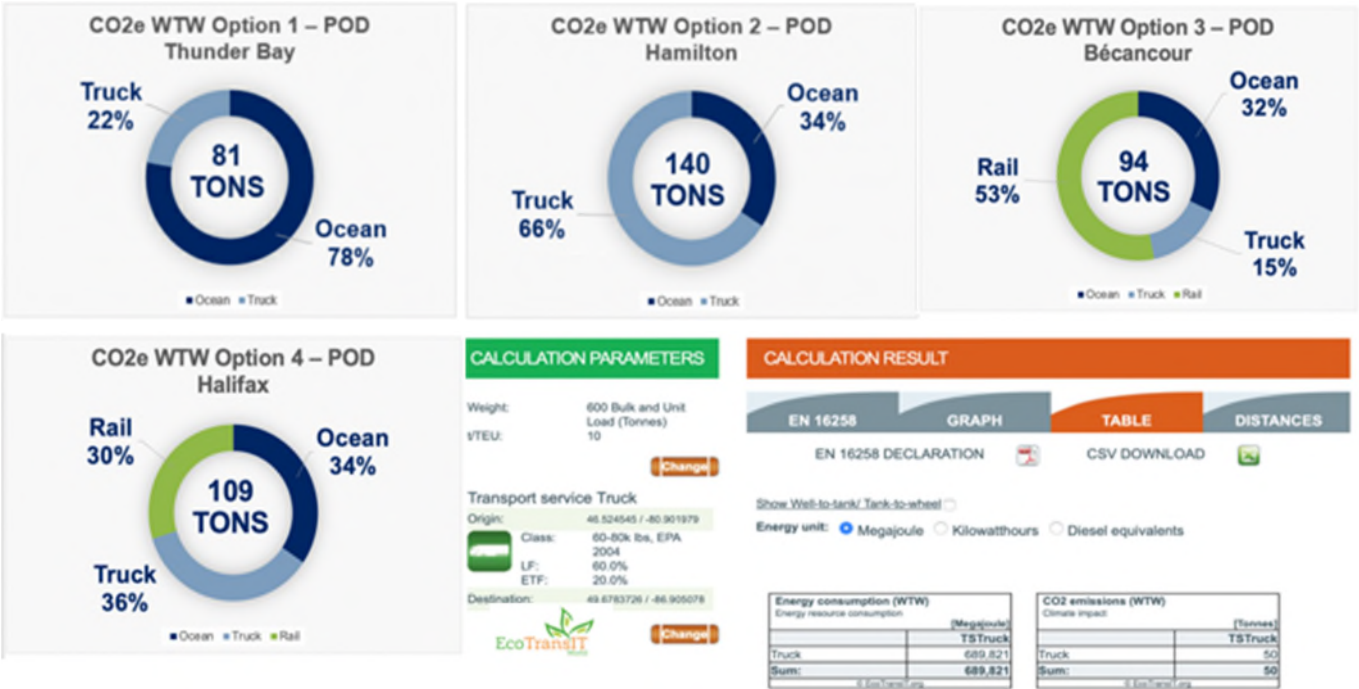 CO2e WTW Option 1 – POD
Thunder Bay
Truck
22%
81
TONS
Ocean
78%
Ocean Truck
CO2e WTW Option 2 – POD
Hamilton
Ocean
34%
140
TONS
Truck
66%
Ocean Truck
CO2e WTW Option 3 – POD
Bécancour
Ocean
32%
Rail
53%
94
TONS
Truck
15%
Ocean Truck Rail
CO2e WTW Option 4 – POD
Halifax
Rail
30%
Ocean
34%
109
TONS
Truck
36%
Ocean Truck Rail
CALCULATION PARAMETERS
Weight: 600 Bulk and Unit
Load (Tonnes)
t/TEU: 10
Change
Transport service Truck
Origin: 46.524545 / -80.901979
Class: 60-80k lbs, EPA
2004
LF: 60.0%
ETF: 20.0%
Destination: 49.6783726 / -86.905078
EcoTransIT
World
Change
CALCULATION RESULT
EN 16258 GRAPH TABLE DISTANCES
EN 16258 DECLARATION CSV DOWNLOAD
Show Well-to-tank/ Tank-to-wheel
Energy unit: Megajoule Kilowatthours Diesel equivalents
Energy consumption (WTW)
Energy resource consumption
[Megajoule]
TSTruck
Truck 689,821
Sum: 689,821
© EcoTransIT.org
CO2 emissions (WTW)
Climate impact
[Tonnes]
TSTruck
Truck 50
Sum: 50
© EcoTransIT.org